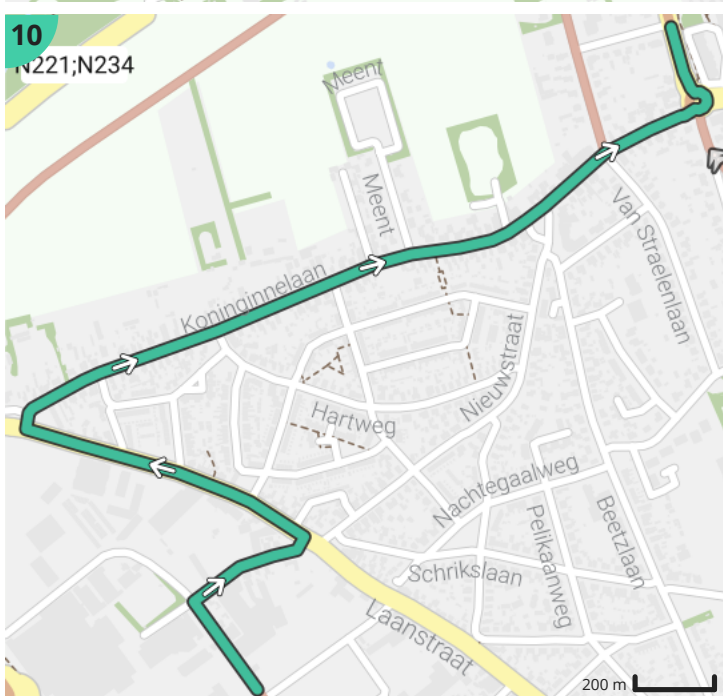 10
N221;N234
Meent
Meent
Koninginnelaan
Van Straelenlaan
Nieuwstraat
Hartweg
Nachtegaalweg
Pelikaanweg
Beetzlaan
Schrikslaan
Laanstraat
200 m